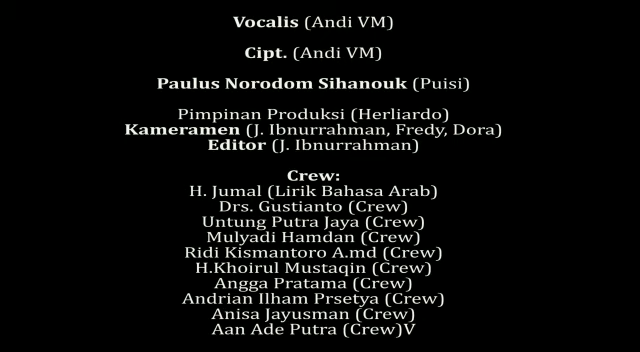 Vocalis (Andi VM)
Cipt. (Andi VM)
Paulus Norodom Sihanouk (Puisi)
Pimpinan Produksi (Herliardo)
Kameramen (J. Ibnurrahman, Fredy, Dora)
Editor (J. Ibnurrahman)
Crew:
H. Jumal (Lirik Bahasa Arab)
Drs. Gustianto (Crew)
Untung Putra Jaya (Crew)
Mulyadi Hamdan (Crew)
Ridi Kismantoro A.md (Crew)
H.Khoirul Mustaqin (Crew)
Angga Pratama (Crew)
Andrian Ilham Prsetya (Crew)
Anisa Jayusman (Crew)
Aan Ade Putra (Crew)V